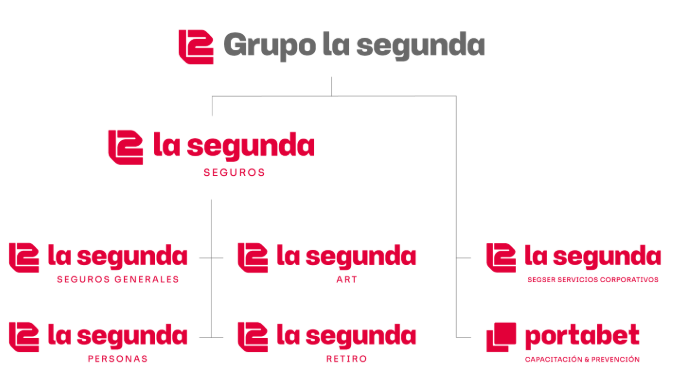 Grupo la segunda
la segunda
SEGUROS
la segunda
SEGUROS GENERALES
la segunda
ART
la segunda
SEGSER SERVICIOS CORPORATIVOS
la segunda
PERSONAS
la segunda
RETIRO
portabet
CAPACITACIÓN & PREVENCIÓN